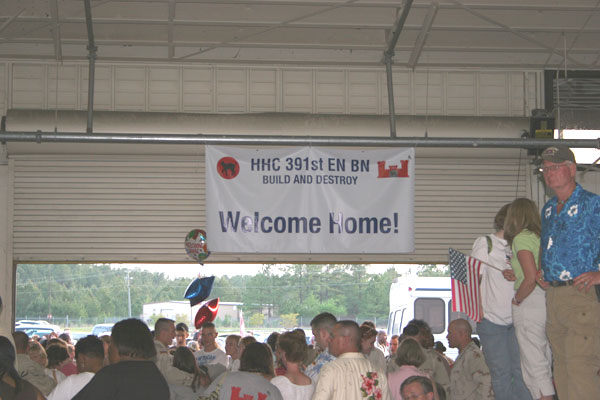 HHC 391st EN BN
BUILD AND DESTROY
Welcome Home!